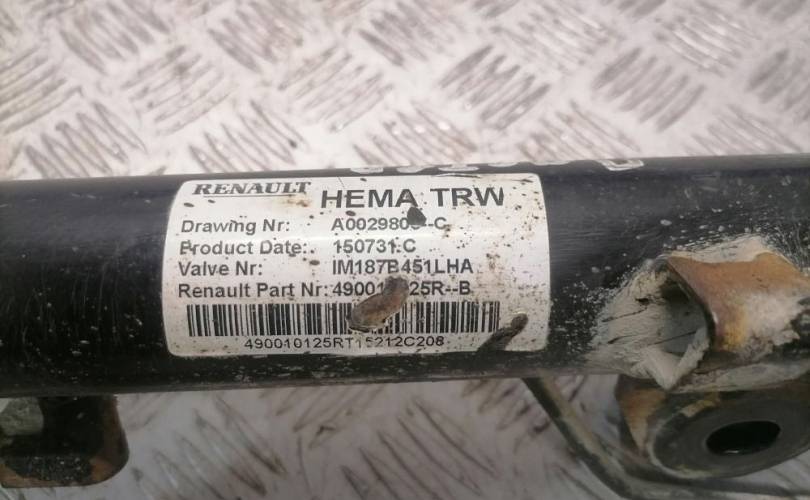 RENAULT HEMA TRW
Drawing Nr:
Product Date: 150731.C
Valve Nr: IM187B451LHA
Renault Part Nr:
490010125RT15212C208